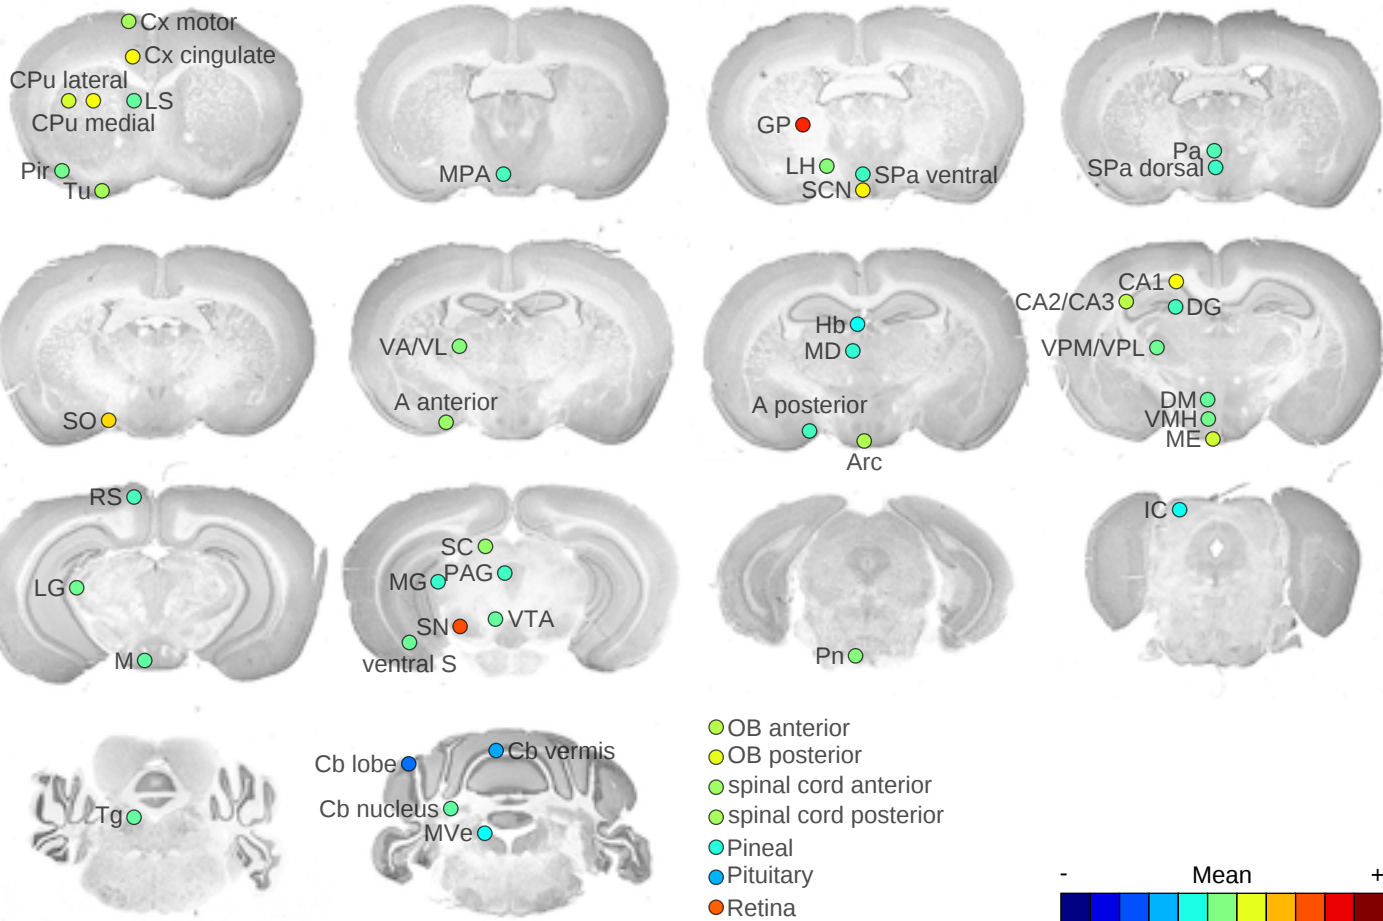 Cx motor
Cx cingulate
CPu lateral
LS
CPu medial
Pir
Tu
MPA
GP
LH
SPa ventral
SCN
Pa
SPa dorsal
SO
VA/VL
A anterior
Hb
MD
A posterior
Arc
CA1
CA2/CA3
DG
VPM/VPL
DM
VMH
ME
RS
LG
M
SC
MG
PAG
SN
VTA
ventral S
Pn
IC
Tg
Cb lobe
Cb vermis
Cb nucleus
MVe
OB anterior
OB posterior
spinal cord anterior
spinal cord posterior
Pineal
Pituitary
Retina
- Mean +